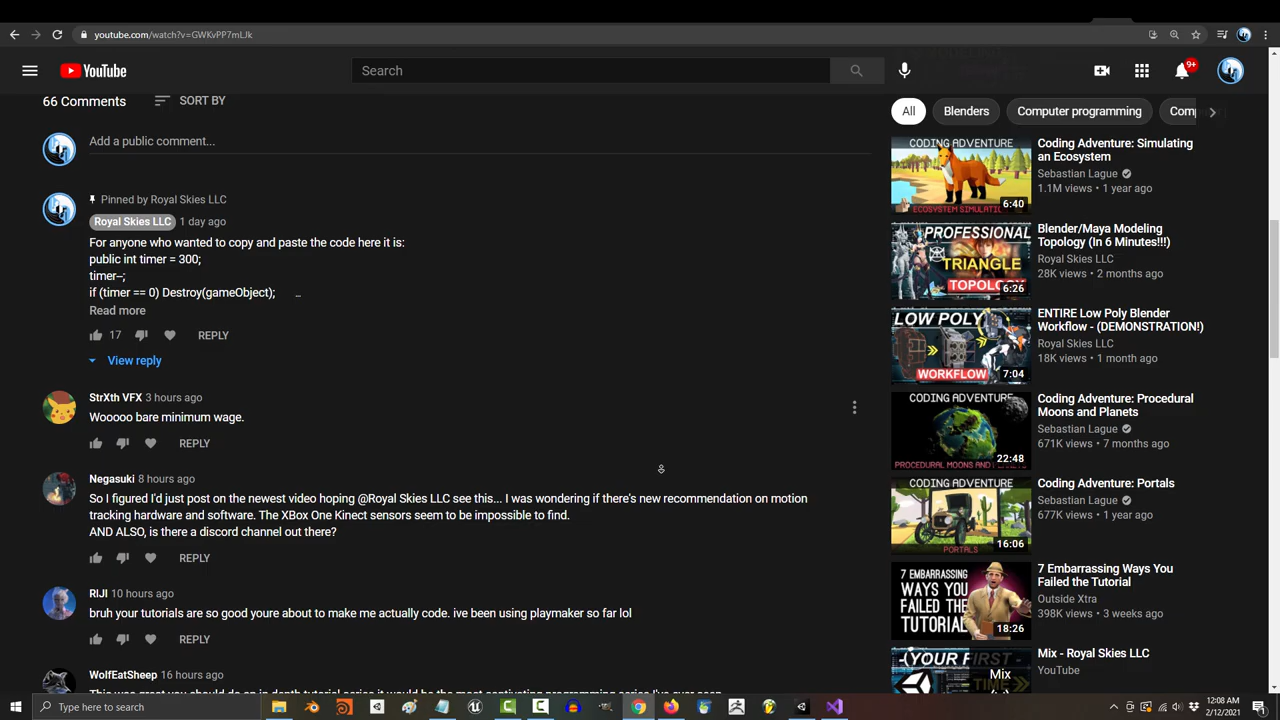 youtube.com/watch?v=GWKvPP7mLJk
YouTube
Search
9+
66 Comments
SORT BY
Add a public comment...
Pinned by Royal Skies LLC
Royal Skies LLC 1 day ago
For anyone who wanted to copy and paste the code here it is:
public int timer = 300;
timer--;
if (timer == 0) Destroy(gameObject); ...
Read more
17
REPLY
View reply
StrXth VFX 3 hours ago
Wooooo bare minimum wage.
REPLY
Negasuki 8 hours ago
So I figured I'd just post on the newest video hoping @Royal Skies LLC see this... I was wondering if there's new recommendation on motion
tracking hardware and software. The XBox One Kinect sensors seem to be impossible to find.
AND ALSO, is there a discord channel out there?
REPLY
RIJI 10 hours ago
bruh your tutorials are so good youre about to make me actually code. ive been using playmaker so far lol
REPLY
WolfEatSheep 16 hours ago
All
Blenders
Computer programming
Com
CODING ADVENTURE
ECOSYSTEM SIMULATI
6:40
Coding Adventure: Simulating
an Ecosystem
Sebastian Lague
1.1M views • 1 year ago
PROFESSIONAL
TRIANGLE
TOPOLO
6:26
Blender/Maya Modeling
Topology (In 6 Minutes!!!)
Royal Skies LLC
28K views • 2 months ago
LOW POLY
WORKFLOW
7:04
ENTIRE Low Poly Blender
Workflow - (DEMONSTRATION!)
Royal Skies LLC
18K views • 1 month ago
CODING ADVENTURE
PROCEDURAL MOONS AND PLANETS
22:48
Coding Adventure: Procedural
Moons and Planets
Sebastian Lague
671K views • 7 months ago
CODING ADVENTURE
PORTALS
16:06
Coding Adventure: Portals
Sebastian Lague
677K views • 1 year ago
7 EMBARRASSING
WAYS YOU
FAILED THE
TUTORIAL
18:26
7 Embarrassing Ways You
Failed the Tutorial
Outside Xtra
398K views • 3 weeks ago
-(YOUR FIRST -
TIME
Mix
Mix - Royal Skies LLC
YouTube
Type here to search
12:08 AM
2/12/2021